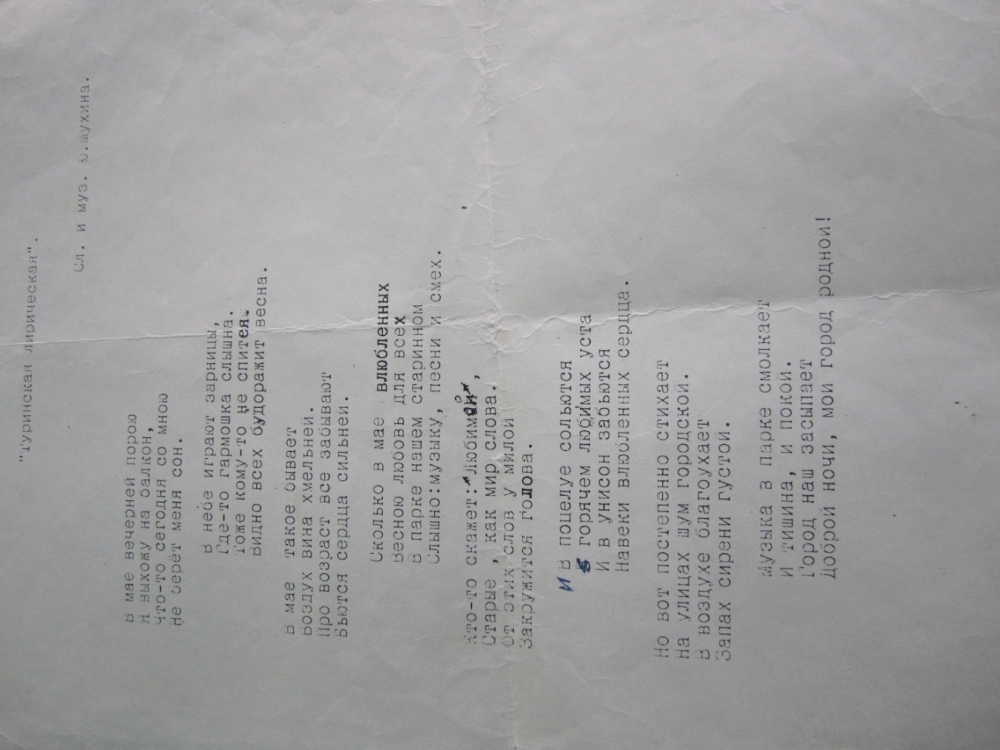 "Туринская лирическая".
Сл. и муз. Ю.Мухина.
В мае вечерней порою
Я выхожу на балкон,
Что-то сегодня со мною
Не берёт меня сон.
В небе играют зарницы,
Где-то гармошка слышна.
Тоже кому-то не спится.
Видно всех будоражит весна.
В мае такое бывает
Воздух вина хмельней.
Про возраст все забывают
Бьются сердца сильней.
Сколько в мае влюбленных
Весною любовь для всех
В парке нашем старинном
Слышно:музыку, песни и смех.
Кто-то скажет:"любимой",
Старые , как мир слова.
От этих слов у милой
Закружится голова.
И В поцелуе сольются
В горячем любимых уста
И в унисон забьются
Навеки влюбленных сердца.
Но вот постепенно стихает
На улицах шум городской.
В воздухе благоухает
Запах сирени густой.
Музыка в парке смолкает
И тишина, и покой.
Город наш засыпает
Доброй ночи, мой город родной!